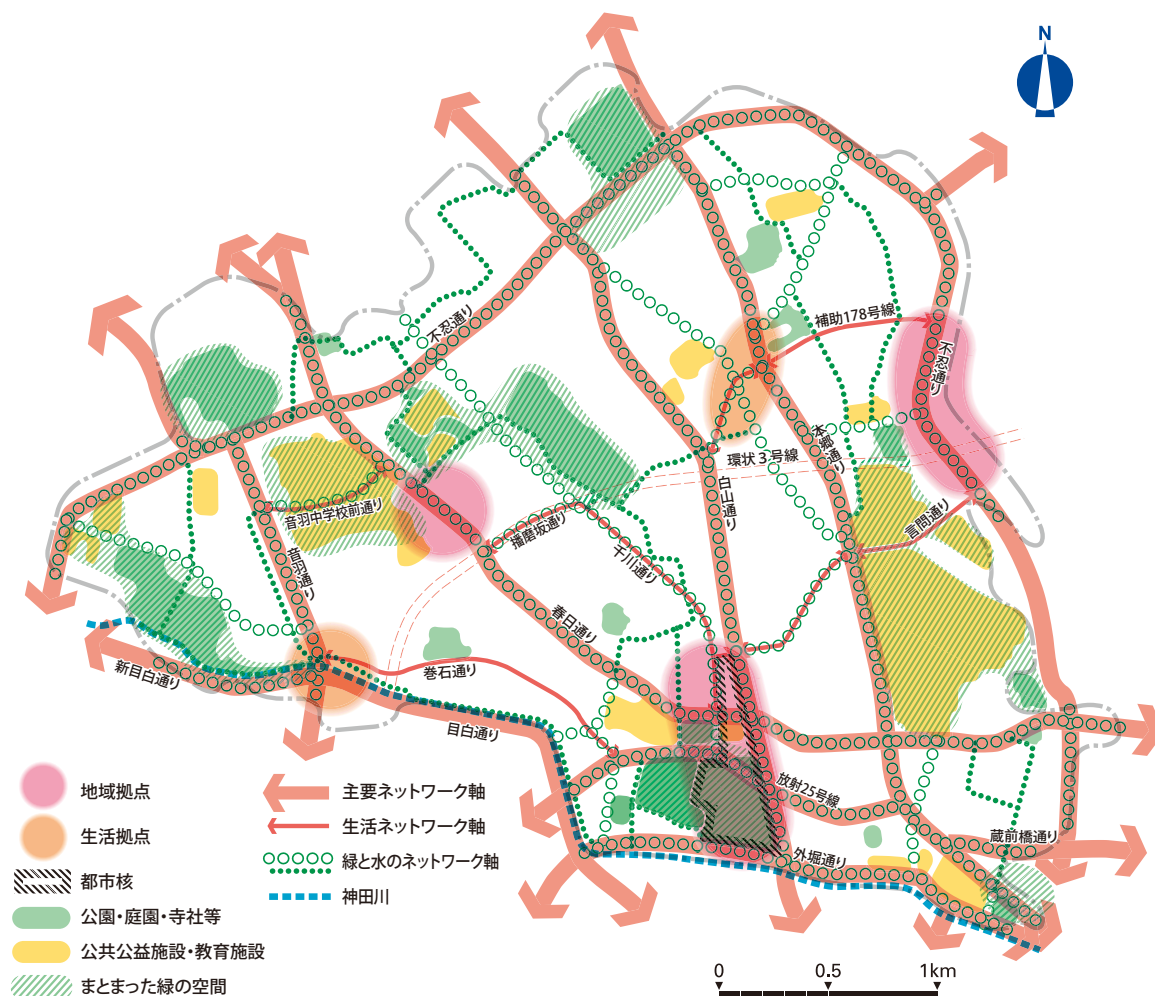 N
補助178号線
不忍通り
不忍通り
本郷通り
環状3号線
白山通り
言問通り
音羽中学校前通り
播磨坂通り
千川通り
音羽通り
春日通り
巻石通り
新目白通り
目白通り
放射25号線
外堀通り
蔵前橋通り
地域拠点
生活拠点
都市核
公園・庭園・寺社等
公共公益施設・教育施設
まとまった緑の空間
主要ネットワーク軸
生活ネットワーク軸
緑と水のネットワーク軸
神田川
0 0.5 1km